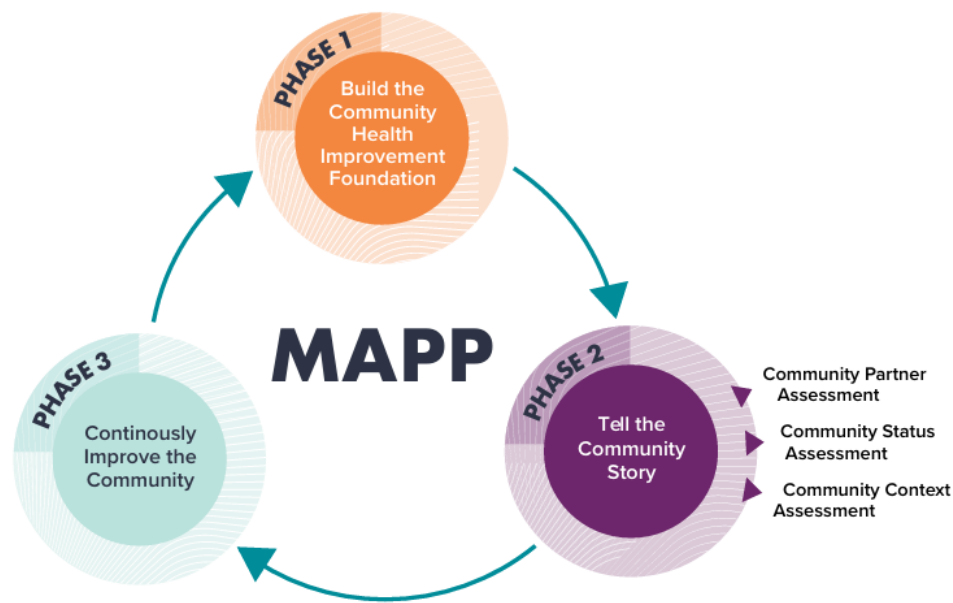 PHASE 1
Build the
Community
Health
Improvement
Foundation
MAPP
PHASE 2
Tell the
Community
Story
Community Partner
Assessment
Community Status
Assessment
Community Context
Assessment
PHASE 3
Continously
Improve the
Community